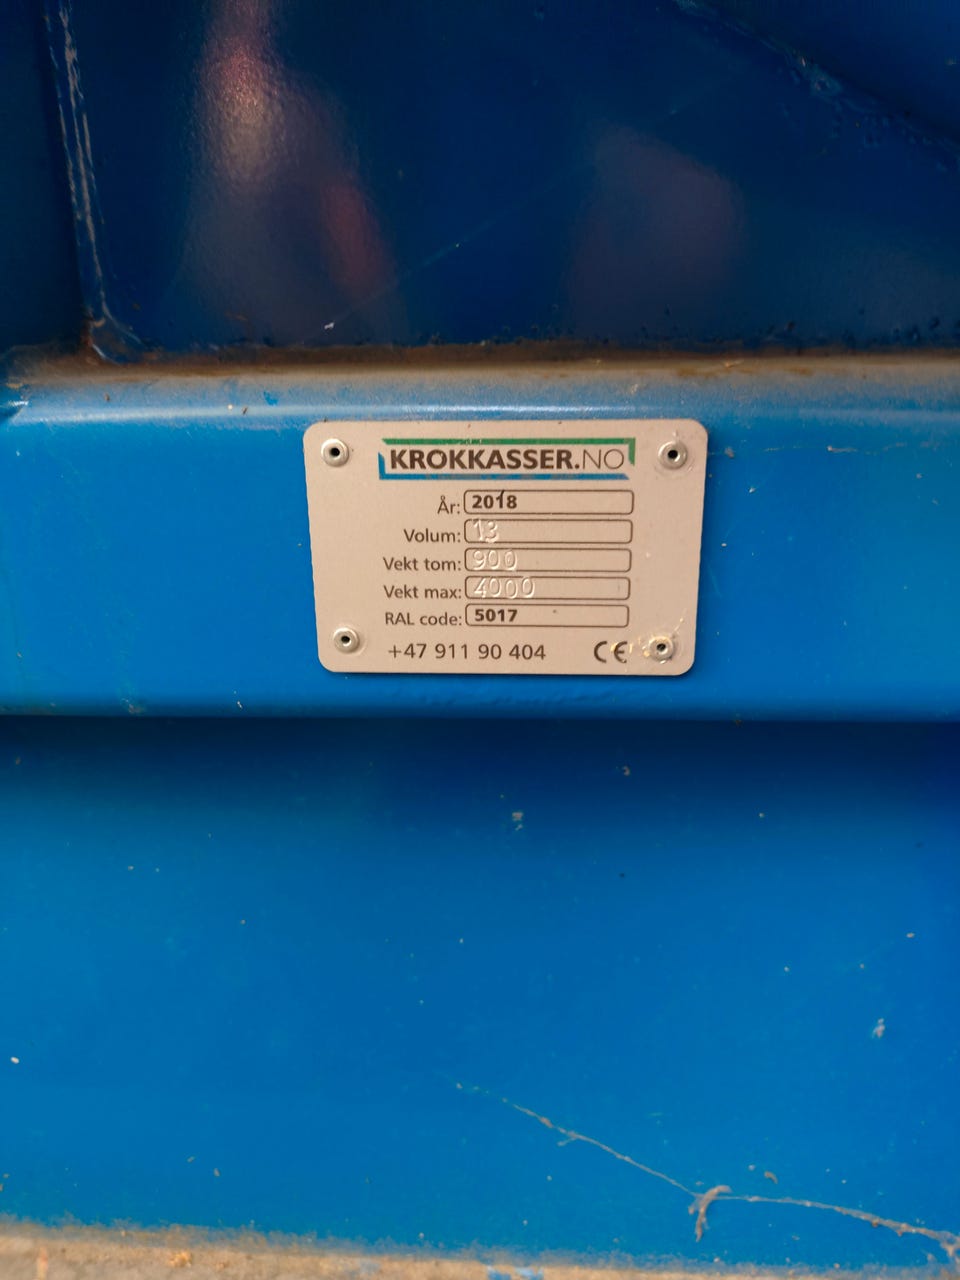 KROKKASSER.NO
År: 2018
Volum: 13
Vekt tom: 900
Vekt max: 4000
RAL code: 5017
+47 911 90 404 CE